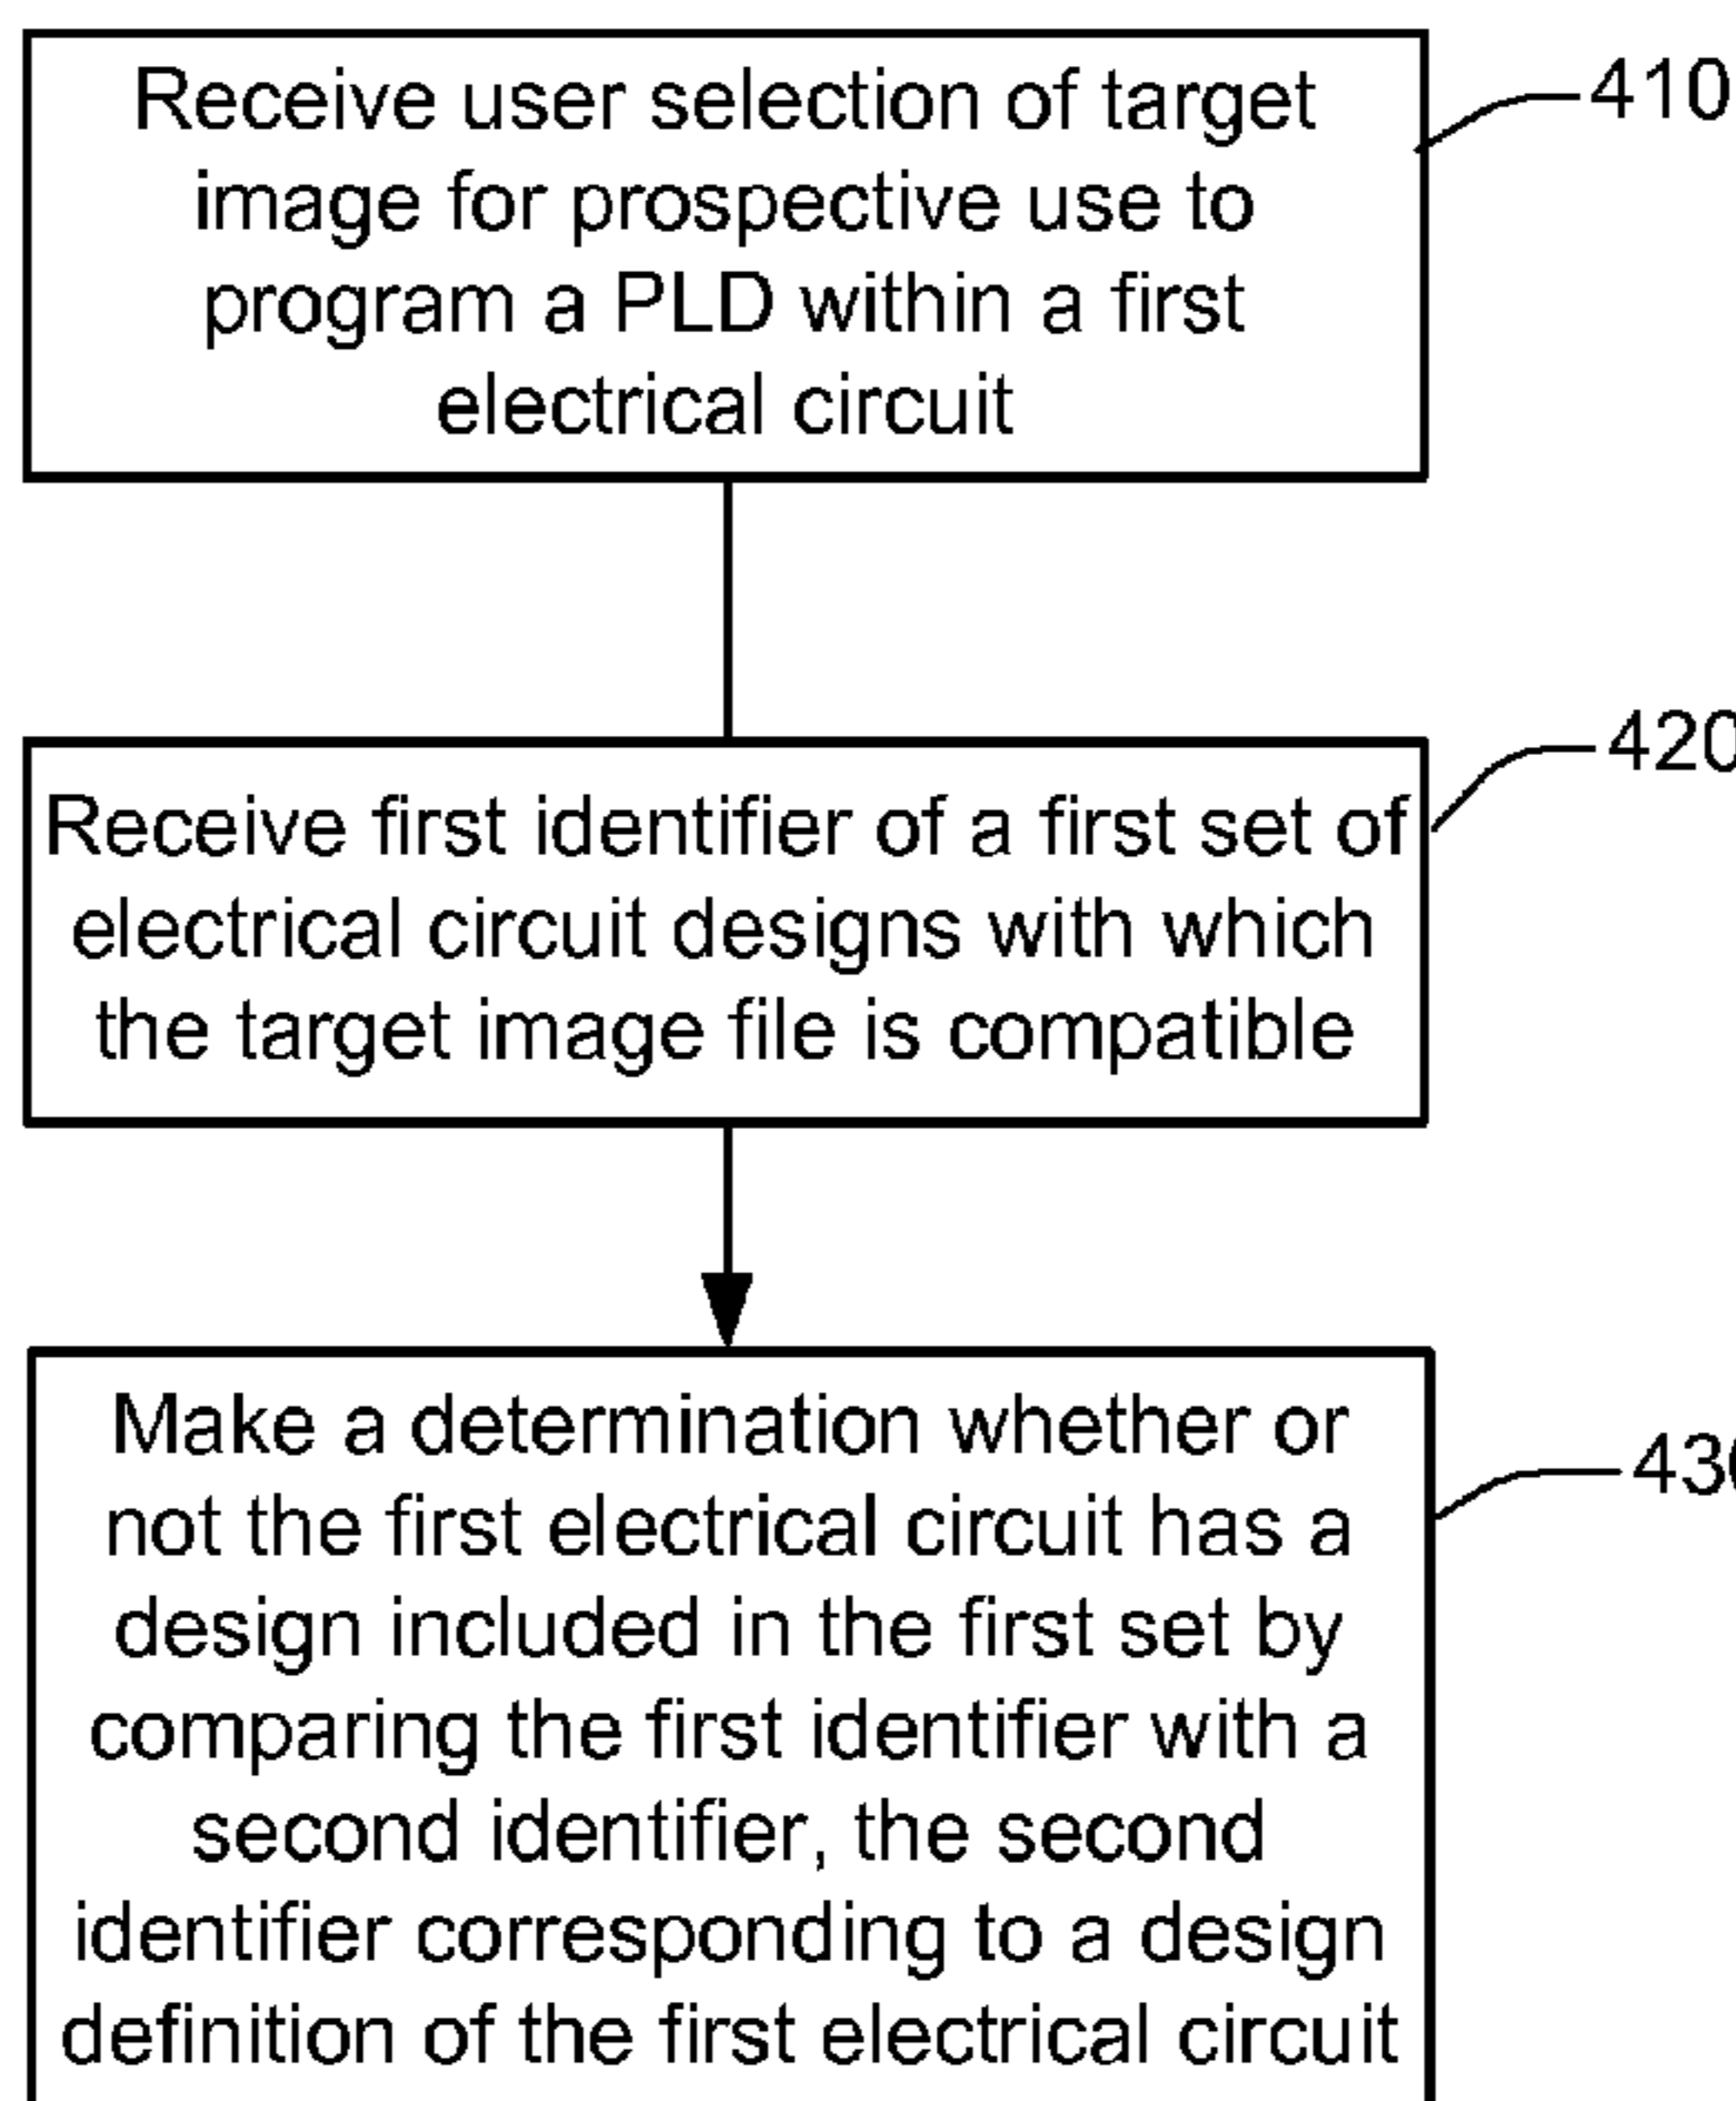 Receive user selection of target
image for prospective use to
program a PLD within a first
electrical circuit
410
Receive first identifier of a first set of
electrical circuit designs with which
the target image file is compatible
420
Make a determination whether or
not the first electrical circuit has a
design included in the first set by
comparing the first identifier with a
second identifier, the second
identifier corresponding to a design
definition of the first electrical circuit
430